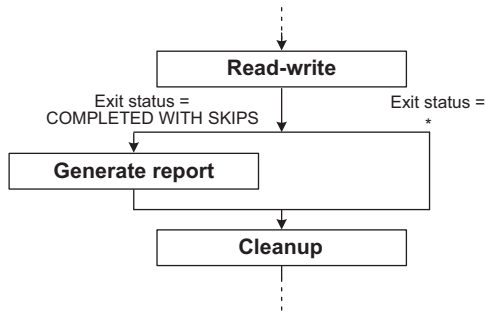 Read-write
Exit status =
COMPLETED WITH SKIPS
Exit status =
*
Generate report
Cleanup